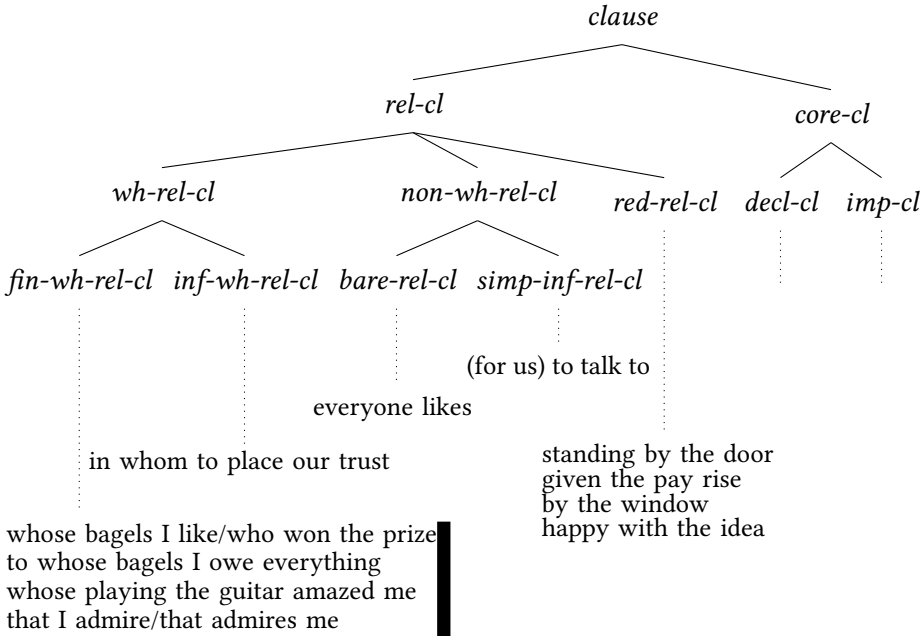 clause
rel-cl
core-cl
wh-rel-cl non-wh-rel-cl red-rel-cl decl-cl imp-cl
fin-wh-rel-cl inf-wh-rel-cl bare-rel-cl simp-inf-rel-cl
(for us) to talk to
everyone likes
in whom to place our trust
standing by the door
given the pay rise
by the window
happy with the idea
whose bagels I like/who won the prize
to whose bagels I owe everything
whose playing the guitar amazed me
that I admire/that admires me